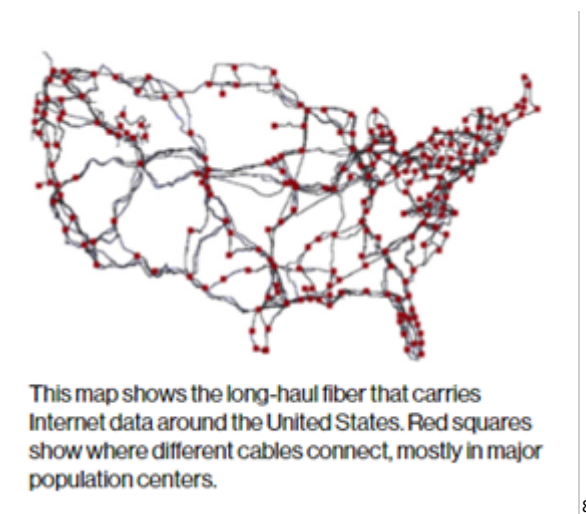 This map shows the long-haul fiber that carries
Internet data around the United States. Red squares
show where different cables connect, mostly in major
population centers.